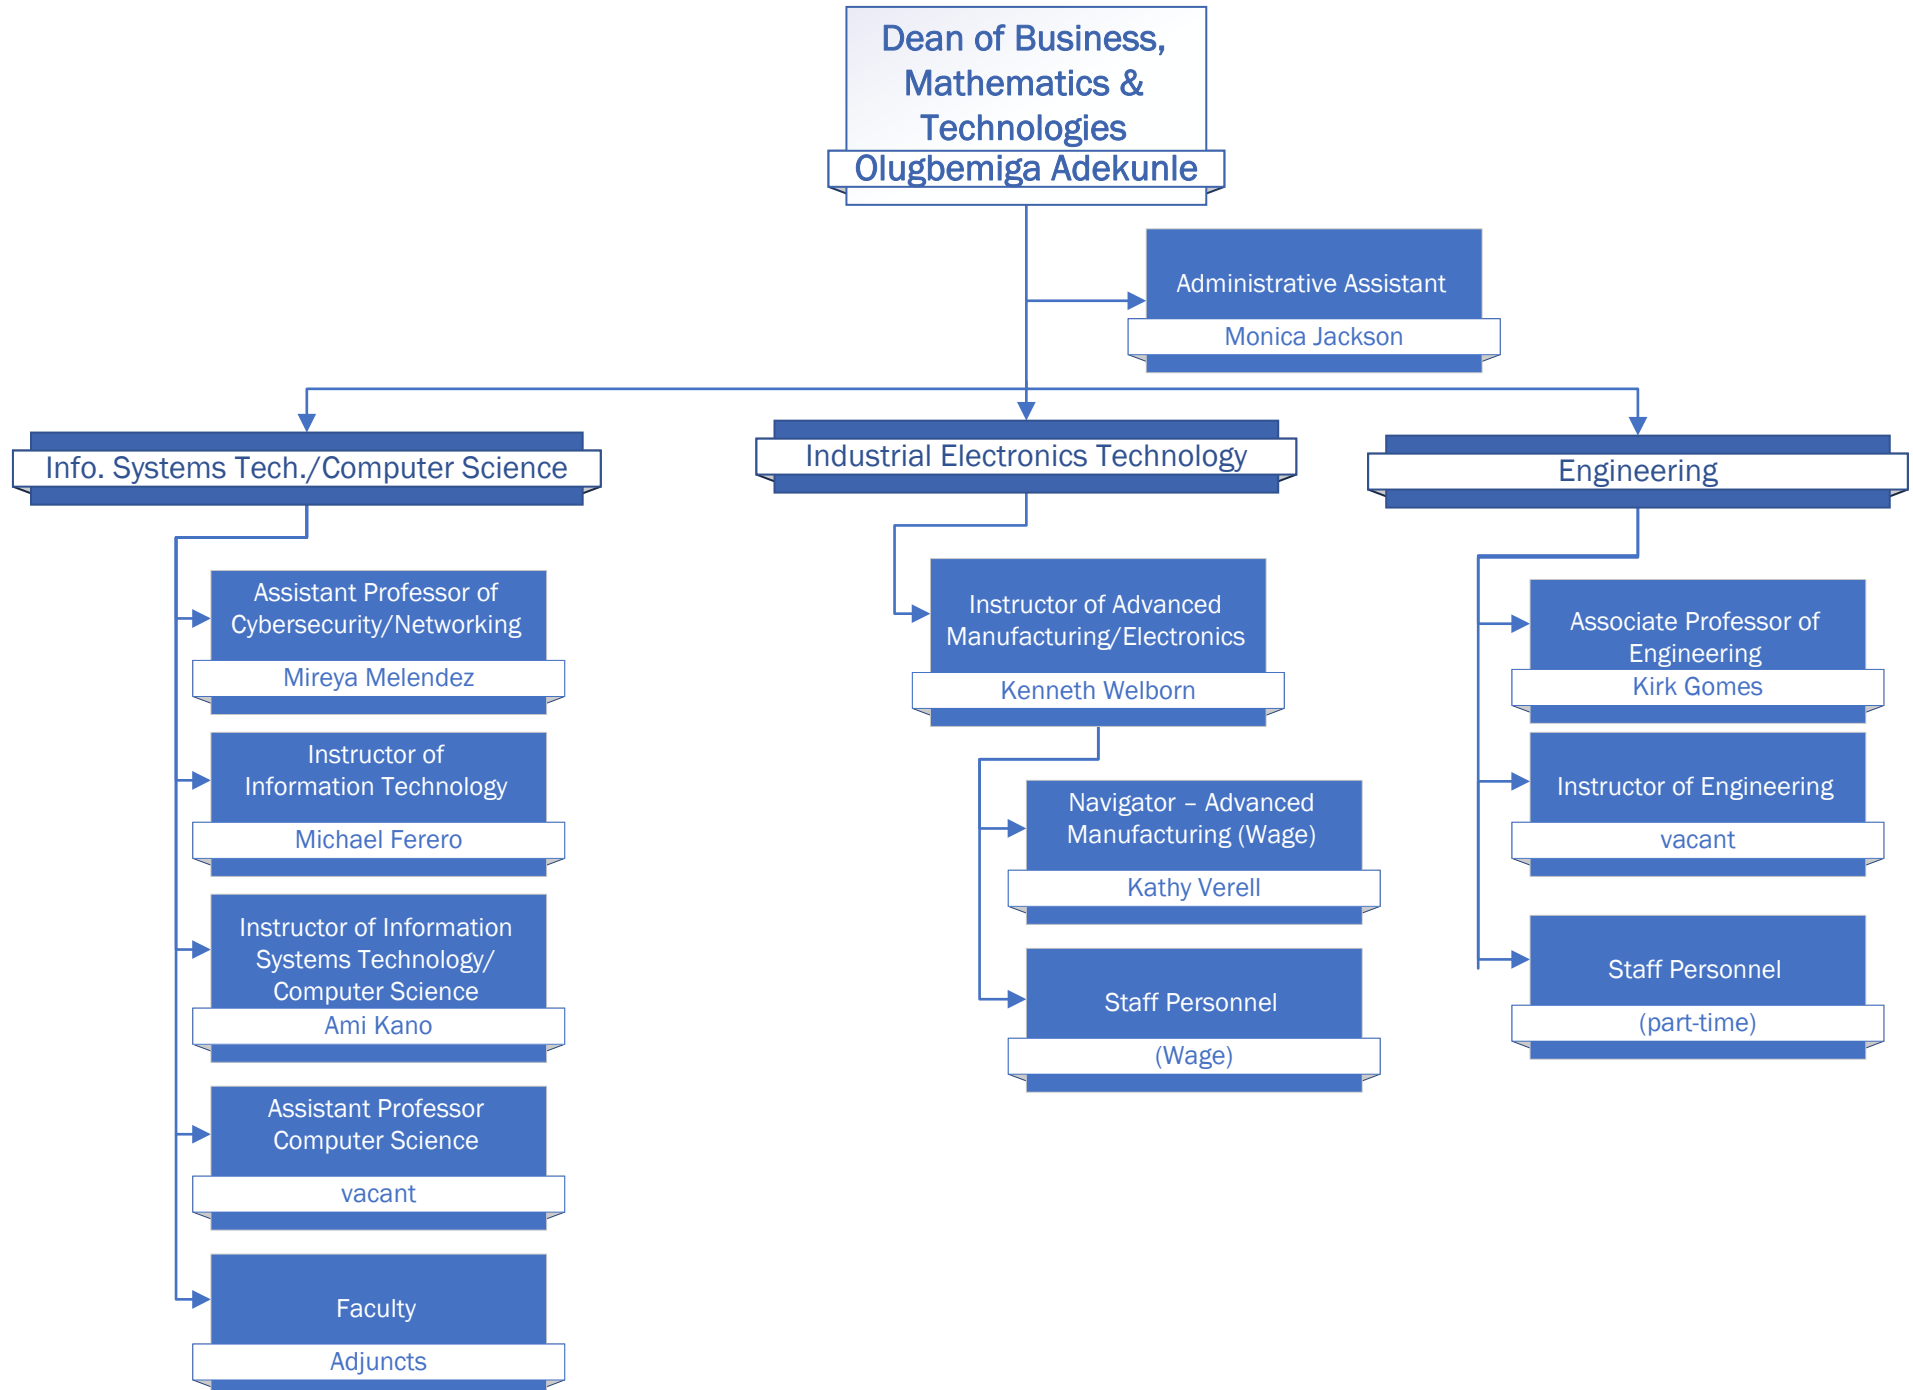 Dean of Business,
Mathematics &
Technologies
Olugbemiga Adekunle
Administrative Assistant
Monica Jackson
Info. Systems Tech./Computer Science
Industrial Electronics Technology
Engineering
Assistant Professor of
Cybersecurity/Networking
Mireya Melendez
Instructor of
Information Technology
Michael Ferero
Instructor of Information
Systems Technology/
Computer Science
Ami Kano
Assistant Professor
Computer Science
vacant
Faculty
Adjuncts
Instructor of Advanced
Manufacturing/Electronics
Kenneth Welborn
Navigator – Advanced
Manufacturing (Wage)
Kathy Verell
Staff Personnel
(Wage)
Associate Professor of
Engineering
Kirk Gomes
Instructor of Engineering
vacant
Staff Personnel
(part-time)